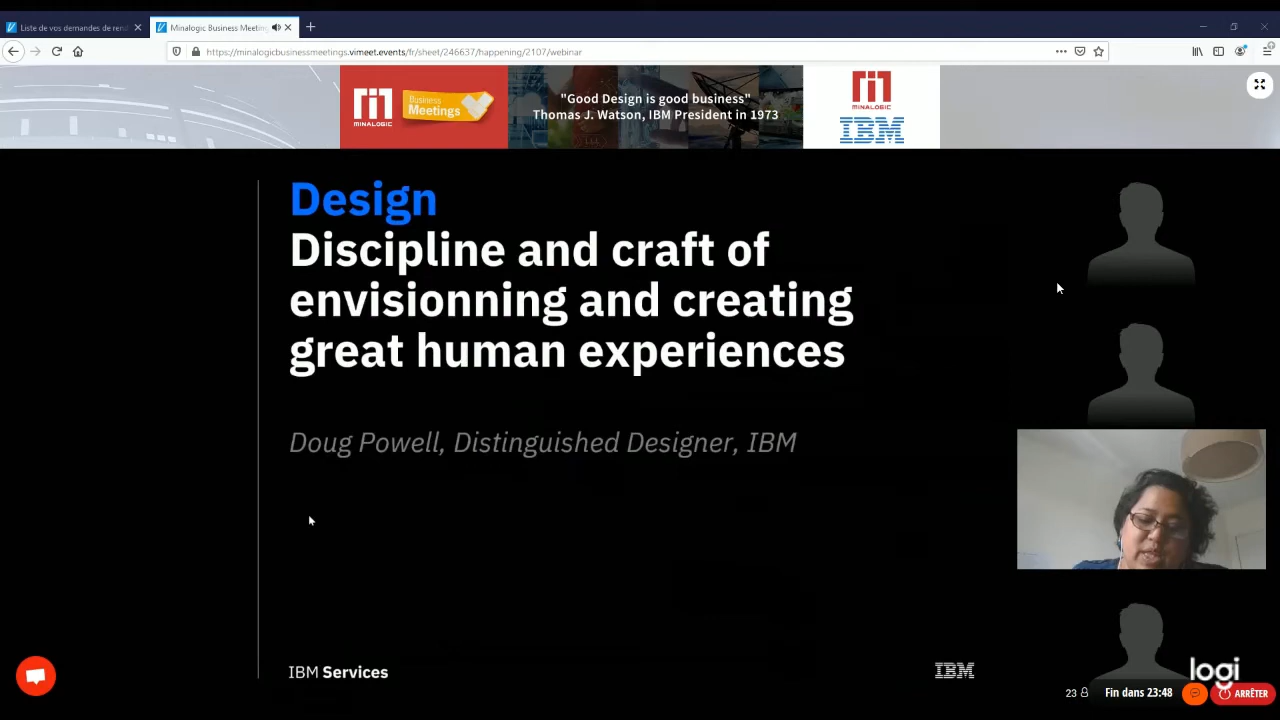 Liste de vos demandes de rend
Minalogic Business Meeting
https://minalogicbusinessmeetings.vimeet.events/fr/sheet/246637/happening/2107/webinar
MINALOGIC
Business
Meetings
"Good Design is good business"
Thomas J. Watson, IBM President in 1973
MINALOGIC
IBM
Design
Discipline and craft of
envisionning and creating
great human experiences
Doug Powell, Distinguished Designer, IBM
IBM Services
IBM
logi
23
Fin dans 23:48
ARRÊTER